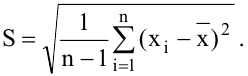 S = √( 1/(n−1) ∑_{i=1}^{n} (x_i − x̄)² ) .